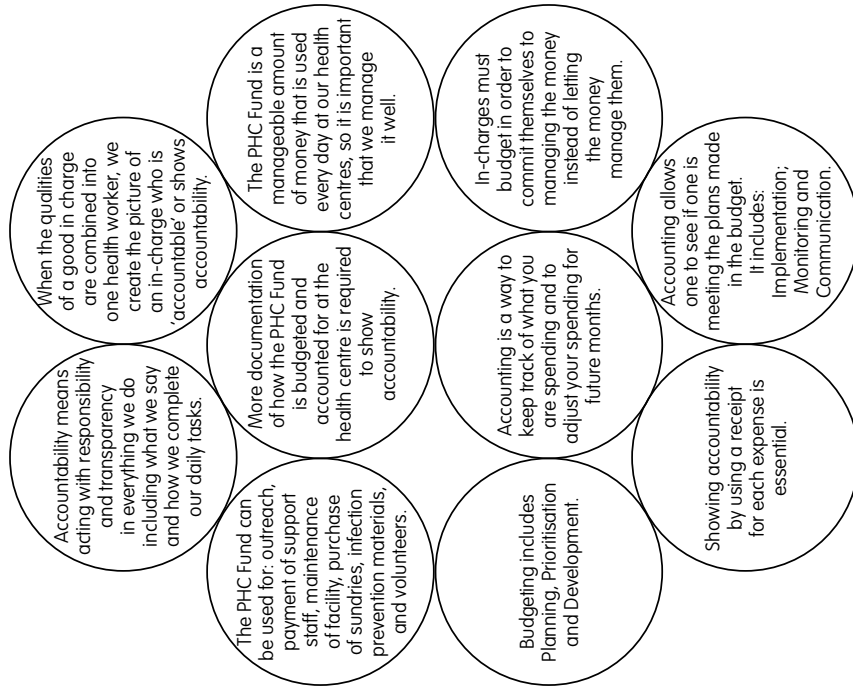 Accountability means
acting with responsibility
and transparency
in everything we do
including what we say
and how we complete
our daily tasks.
When the qualities
of a good in charge
are combined into
one health worker, we
create the picture of
an in-charge who is
‘accountable’ or shows
accountability.
The PHC Fund can
be used for: outreach,
payment of support
staff, maintenance
of facility, purchase
of sundries, infection
prevention materials,
and volunteers.
More documentation
of how the PHC Fund
is budgeted and
accounted for at the
health centre is required
to show
accountability.
The PHC Fund is a
manageable amount
of money that is used
every day at our health
centres, so it is important
that we manage
it well.
Budgeting includes
Planning, Prioritisation
and Development.
Accounting is a way to
keep track of what you
are spending and to
adjust your spending for
future months.
In-charges must
budget in order to
commit themselves to
managing the money
instead of letting
the money
manage them.
Showing accountability
by using a receipt
for each expense is
essential.
Accounting allows
one to see if one is
meeting the plans made
in the budget.
It includes:
Implementation;
Monitoring and
Communication.